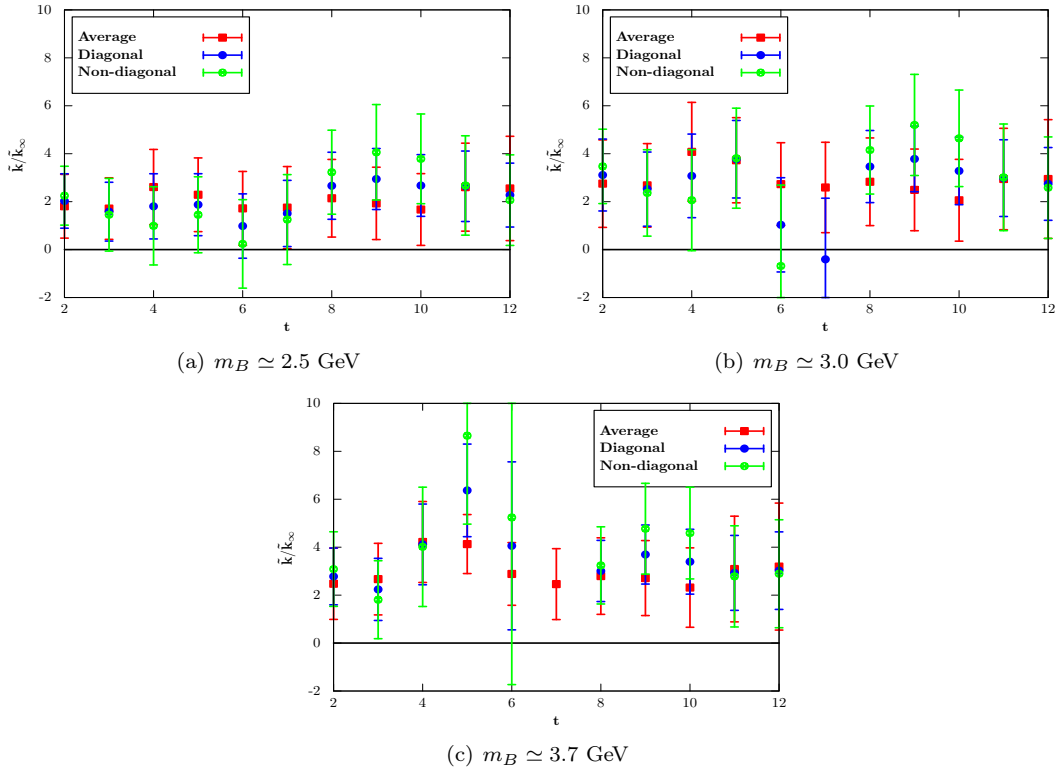 10
8
6
4
2
0
-2
2 4 6 8 10 12
k̃/k̃∞
t
Average
Diagonal
Non-diagonal
(a) m_B ≃ 2.5 GeV
10
8
6
4
2
0
-2
2 4 6 8 10 12
k̃/k̃∞
t
Average
Diagonal
Non-diagonal
(b) m_B ≃ 3.0 GeV
10
8
6
4
2
0
-2
2 4 6 8 10 12
k̃/k̃∞
t
Average
Diagonal
Non-diagonal
(c) m_B ≃ 3.7 GeV